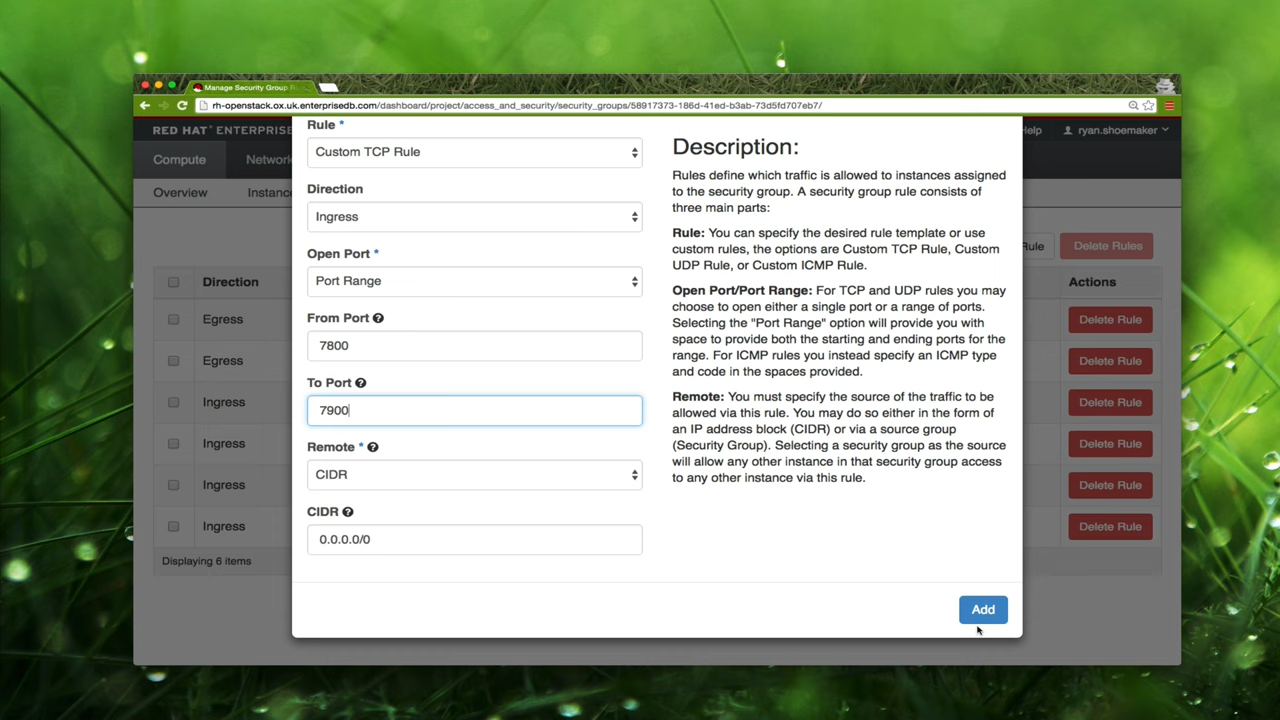 Manage Security Group R
rh-openstack.ox.uk.enterprisedb.com/dashboard/project/access_and_security/security_groups/58917373-186d-41ed-b3ab-73d5fd707eb7/
RED HAT ENTERPRISE
Help
ryan.shoemaker
Compute
Network
Overview
Instanc
Rule
Delete Rules
Direction
Actions
Egress
Delete Rule
Egress
Delete Rule
Ingress
Delete Rule
Ingress
Delete Rule
Ingress
Delete Rule
Ingress
Delete Rule
Displaying 6 items
Rule *
Custom TCP Rule
Direction
Ingress
Open Port *
Port Range
From Port
7800
To Port
7900
Remote *
CIDR
CIDR
0.0.0.0/0
Description:
Rules define which traffic is allowed to instances assigned
to the security group. A security group rule consists of
three main parts:
Rule: You can specify the desired rule template or use
custom rules, the options are Custom TCP Rule, Custom
UDP Rule, or Custom ICMP Rule.
Open Port/Port Range: For TCP and UDP rules you may
choose to open either a single port or a range of ports.
Selecting the "Port Range" option will provide you with
space to provide both the starting and ending ports for the
range. For ICMP rules you instead specify an ICMP type
and code in the spaces provided.
Remote: You must specify the source of the traffic to be
allowed via this rule. You may do so either in the form of
an IP address block (CIDR) or via a source group
(Security Group). Selecting a security group as the source
will allow any other instance in that security group access
to any other instance via this rule.
Add